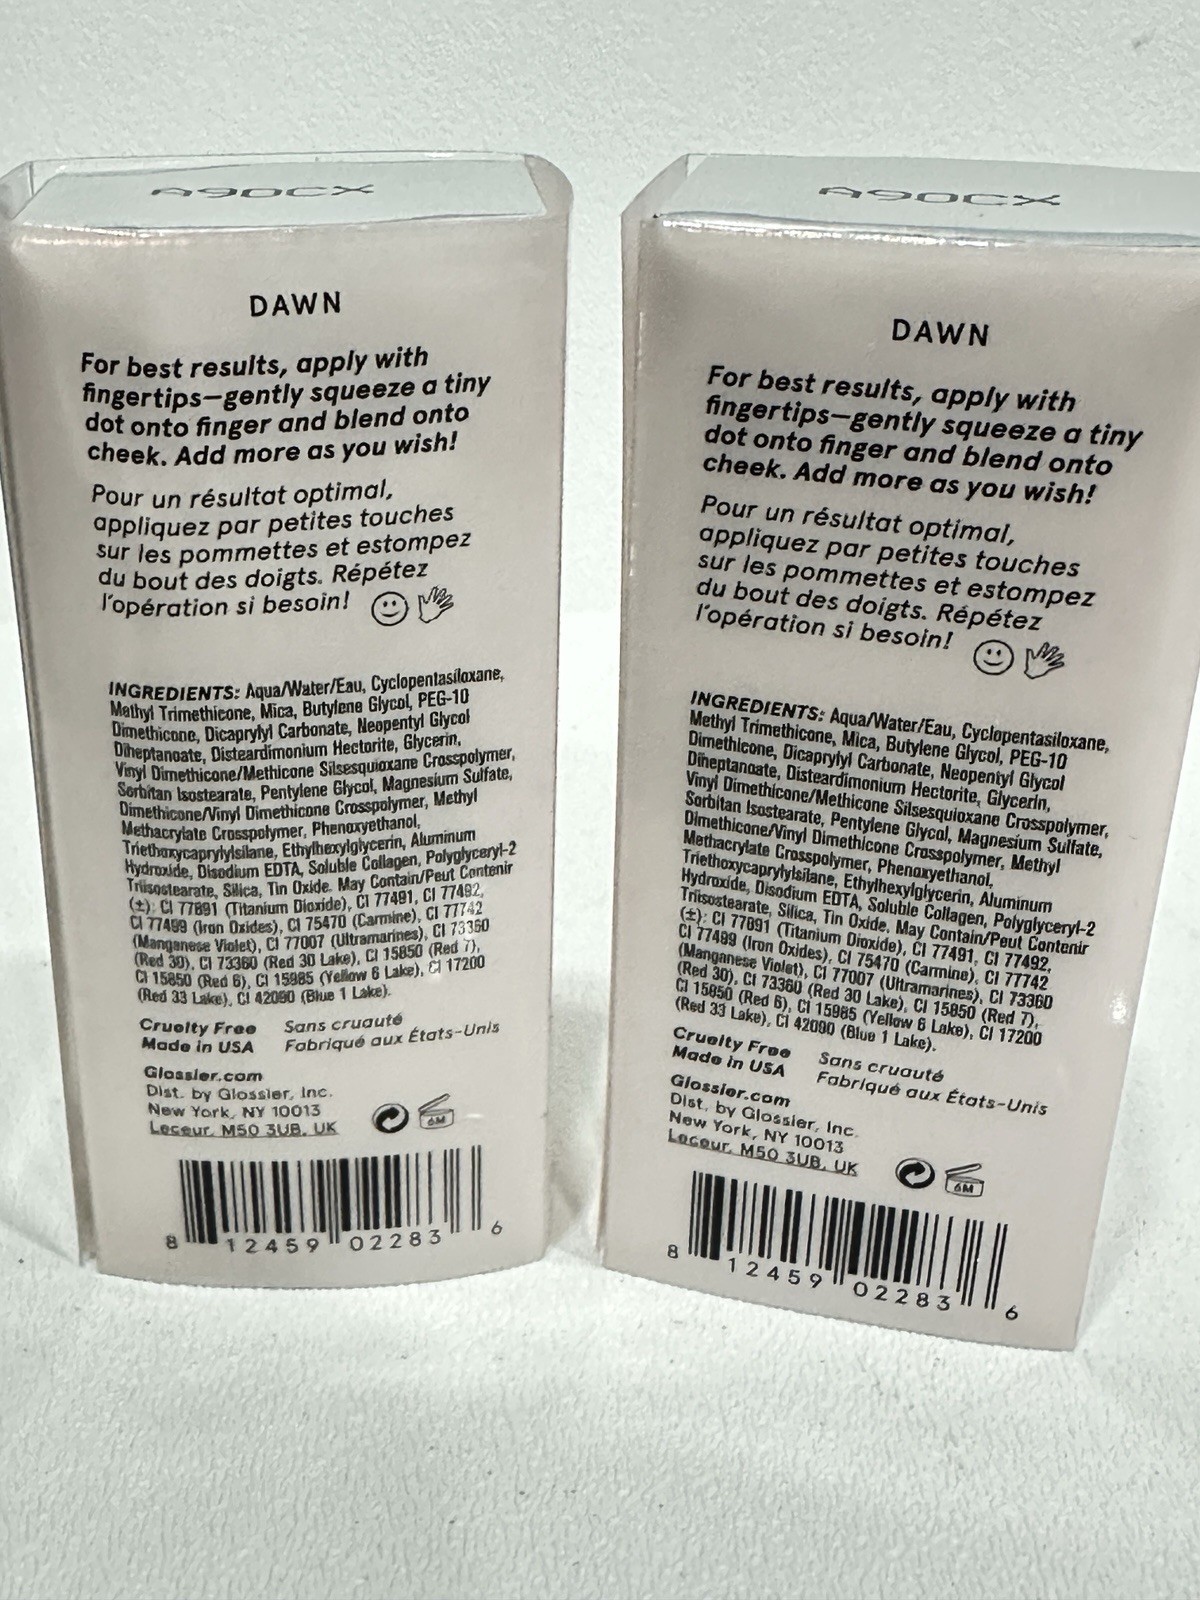 A90CX
DAWN
For best results, apply with
fingertips—gently squeeze a tiny
dot onto finger and blend onto
cheek. Add more as you wish!
Pour un résultat optimal,
appliquez par petites touches
sur les pommettes et estompez
du bout des doigts. Répétez
l'opération si besoin!
INGREDIENTS: Aqua/Water/Eau, Cyclopentasiloxane,
Methyl Trimethicone, Mica, Butylene Glycol, PEG-10
Dimethicone, Dicaprylyl Carbonate, Neopentyl Glycol
Diheptanoate, Disteardimonium Hectorite, Glycerin,
Vinyl Dimethicone/Methicone Silsesquioxane Crosspolymer,
Sorbitan Isostearate, Pentylene Glycol, Magnesium Sulfate,
Dimethicone/Vinyl Dimethicone Crosspolymer, Methyl
Methacrylate Crosspolymer, Phenoxyethanol,
Triethoxycaprylylsilane, Ethylhexylglycerin, Aluminum
Hydroxide, Disodium EDTA, Soluble Collagen, Polyglyceryl-2
Triisostearate, Silica, Tin Oxide. May Contain/Peut Contenir
(±): CI 77891 (Titanium Dioxide), CI 77491, CI 77492,
CI 77499 (Iron Oxides), CI 75470 (Carmine), CI 77742
(Manganese Violet), CI 77007 (Ultramarines), CI 73360
(Red 30), CI 73360 (Red 30 Lake), CI 15850 (Red 7),
CI 15850 (Red 6), CI 15985 (Yellow 6 Lake), CI 17200
(Red 33 Lake), CI 42090 (Blue 1 Lake).
Cruelty Free Sans cruauté
Made in USA Fabriqué aux États-Unis
Glossier.com
Dist. by Glossier, Inc.
New York, NY 10013
Leceur, M50 3UB, UK
6M
8 12459 02283 6
A90CX
DAWN
For best results, apply with
fingertips—gently squeeze a tiny
dot onto finger and blend onto
cheek. Add more as you wish!
Pour un résultat optimal,
appliquez par petites touches
sur les pommettes et estompez
du bout des doigts. Répétez
l'opération si besoin!
INGREDIENTS: Aqua/Water/Eau, Cyclopentasiloxane,
Methyl Trimethicone, Mica, Butylene Glycol, PEG-10
Dimethicone, Dicaprylyl Carbonate, Neopentyl Glycol
Diheptanoate, Disteardimonium Hectorite, Glycerin,
Vinyl Dimethicone/Methicone Silsesquioxane Crosspolymer,
Sorbitan Isostearate, Pentylene Glycol, Magnesium Sulfate,
Dimethicone/Vinyl Dimethicone Crosspolymer, Methyl
Methacrylate Crosspolymer, Phenoxyethanol,
Triethoxycaprylylsilane, Ethylhexylglycerin, Aluminum
Hydroxide, Disodium EDTA, Soluble Collagen, Polyglyceryl-2
Triisostearate, Silica, Tin Oxide. May Contain/Peut Contenir
(±): CI 77891 (Titanium Dioxide), CI 77491, CI 77492,
CI 77499 (Iron Oxides), CI 75470 (Carmine), CI 77742
(Manganese Violet), CI 77007 (Ultramarines), CI 73360
(Red 30), CI 73360 (Red 30 Lake), CI 15850 (Red 7),
CI 15850 (Red 6), CI 15985 (Yellow 6 Lake), CI 17200
(Red 33 Lake), CI 42090 (Blue 1 Lake).
Cruelty Free Sans cruauté
Made in USA Fabriqué aux États-Unis
Glossier.com
Dist. by Glossier, Inc.
New York, NY 10013
Leceur, M50 3UB, UK
6M
8 12459 02283 6